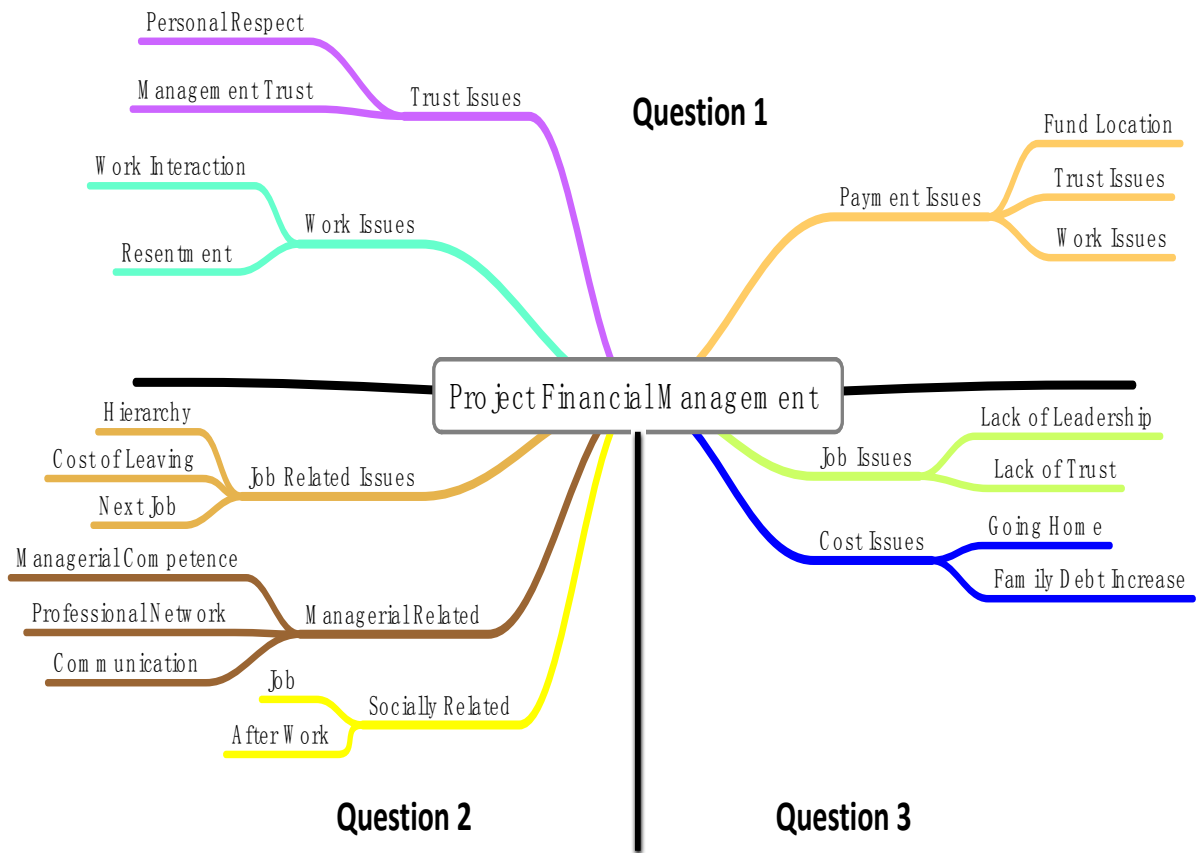 Personal Respect
Management Trust
Trust Issues
Question 1
Fund Location
Trust Issues
Work Issues
Payment Issues
Work Interaction
Resentment
Work Issues
Project Financial Management
Hierarchy
Cost of Leaving
Next Job
Job Related Issues
Lack of Leadership
Lack of Trust
Job Issues
Going Home
Family Debt Increase
Cost Issues
Managerial Competence
Professional Network
Communication
Managerial Related
Job
After Work
Socially Related
Question 2
Question 3